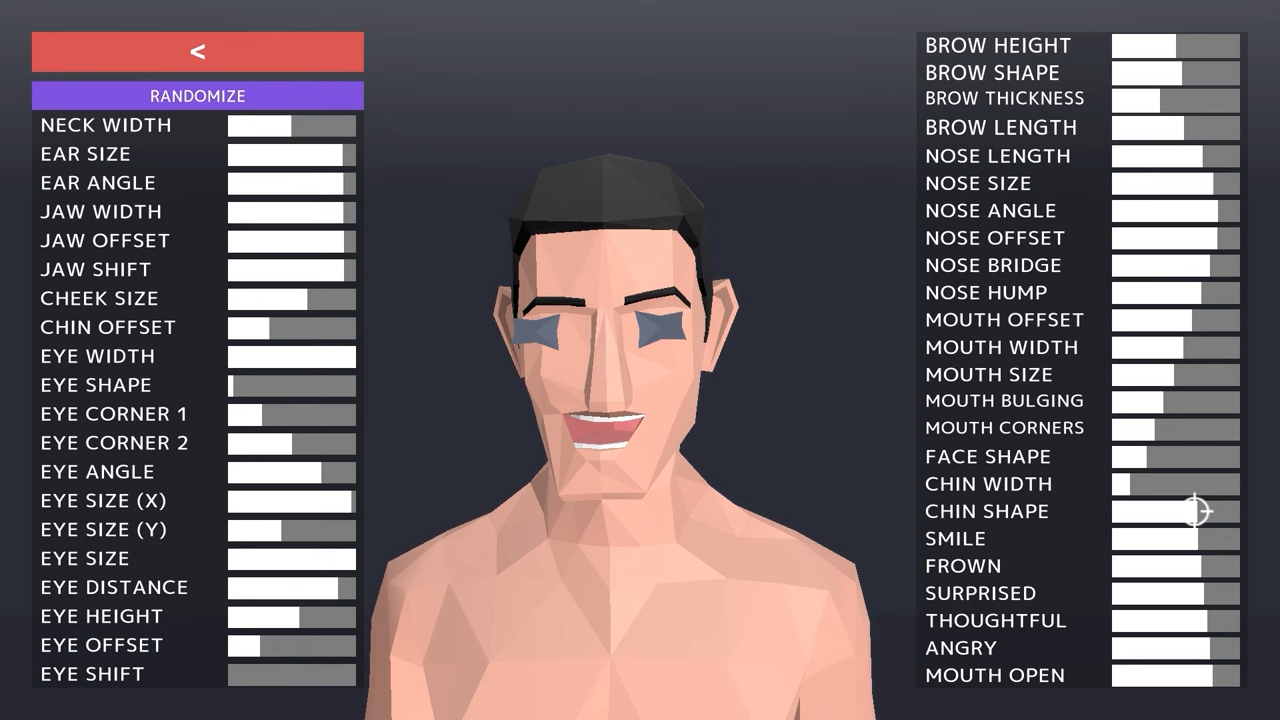 <
RANDOMIZE
NECK WIDTH
EAR SIZE
EAR ANGLE
JAW WIDTH
JAW OFFSET
JAW SHIFT
CHEEK SIZE
CHIN OFFSET
EYE WIDTH
EYE SHAPE
EYE CORNER 1
EYE CORNER 2
EYE ANGLE
EYE SIZE (X)
EYE SIZE (Y)
EYE SIZE
EYE DISTANCE
EYE HEIGHT
EYE OFFSET
EYE SHIFT
BROW HEIGHT
BROW SHAPE
BROW THICKNESS
BROW LENGTH
NOSE LENGTH
NOSE SIZE
NOSE ANGLE
NOSE OFFSET
NOSE BRIDGE
NOSE HUMP
MOUTH OFFSET
MOUTH WIDTH
MOUTH SIZE
MOUTH BULGING
MOUTH CORNERS
FACE SHAPE
CHIN WIDTH
CHIN SHAPE
SMILE
FROWN
SURPRISED
THOUGHTFUL
ANGRY
MOUTH OPEN